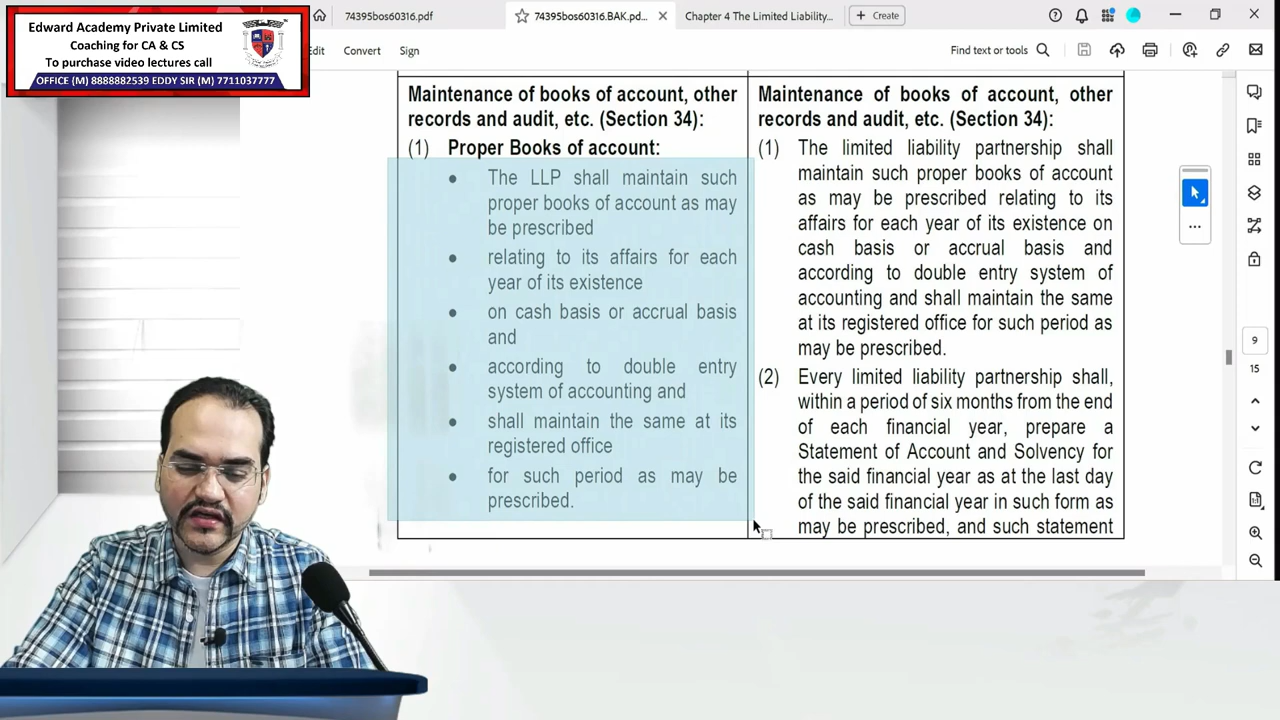 Edward Academy Private Limited
Coaching for CA & CS
To purchase video lectures call
OFFICE (M) 8888882539 EDDY SIR (M) 7711037777
74395bos60316.pdf
74395bos60316.BAK.pd...
Chapter 4 The Limited Liability...
Create
Edit
Convert
Sign
Find text or tools
Maintenance of books of account, other
records and audit, etc. (Section 34):
(1) Proper Books of account:
• The LLP shall maintain such
proper books of account as may
be prescribed
• relating to its affairs for each
year of its existence
• on cash basis or accrual basis
and
• according to double entry
system of accounting and
• shall maintain the same at its
registered office
• for such period as may be
prescribed.
Maintenance of books of account, other
records and audit, etc. (Section 34):
(1) The limited liability partnership shall
maintain such proper books of account
as may be prescribed relating to its
affairs for each year of its existence on
cash basis or accrual basis and
according to double entry system of
accounting and shall maintain the same
at its registered office for such period as
may be prescribed.
(2) Every limited liability partnership shall,
within a period of six months from the end
of each financial year, prepare a
Statement of Account and Solvency for
the said financial year as at the last day
of the said financial year in such form as
may be prescribed, and such statement
9
15